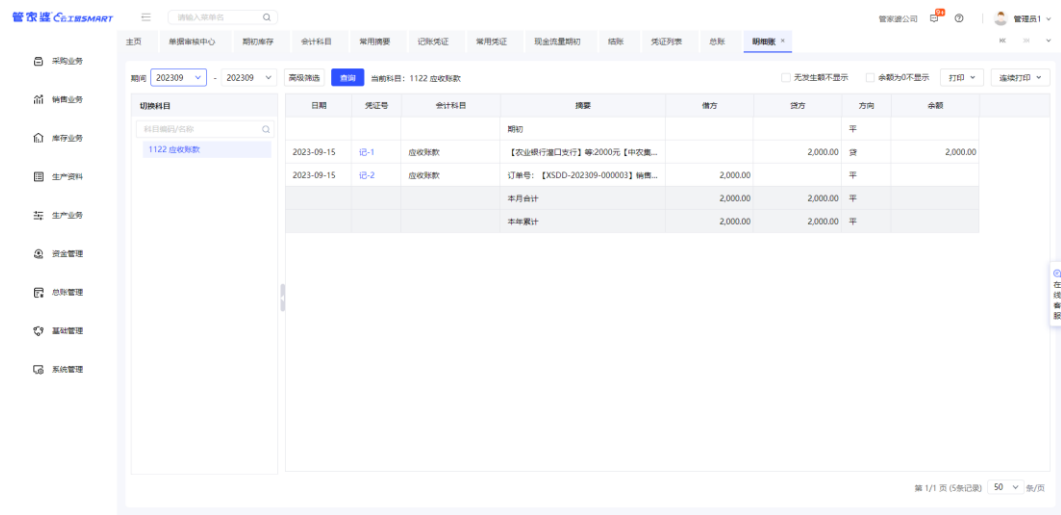 管家婆 工贸SMART
请输入菜单名
管家婆公司 9+ 管理员1
主页 单据审核中心 期初库存 会计科目 常用摘要 记账凭证 常用凭证 现金流量期初 结账 凭证列表 总账 明细账 ×
采购业务
销售业务
库存业务
生产资料
生产业务
资金管理
总账管理
基础管理
系统管理
期间 202309 - 202309 高级筛选 查询 当前科目：1122 应收账款 无发生额不显示 余额为0不显示 打印 连续打印
切换科目
科目编码/名称
1122 应收账款
日期 凭证号 会计科目 摘要 借方 贷方 方向 余额
期初 平
2023-09-15 记-1 应收账款 【农业银行灌口支行】等:2000元【中农集... 2,000.00 贷 2,000.00
2023-09-15 记-2 应收账款 订单号：【XSDD-202309-000003】销售... 2,000.00 平
本月合计 2,000.00 2,000.00 平
本年累计 2,000.00 2,000.00 平
在线客服
第 1/1 页 (5条记录) 50 条/页